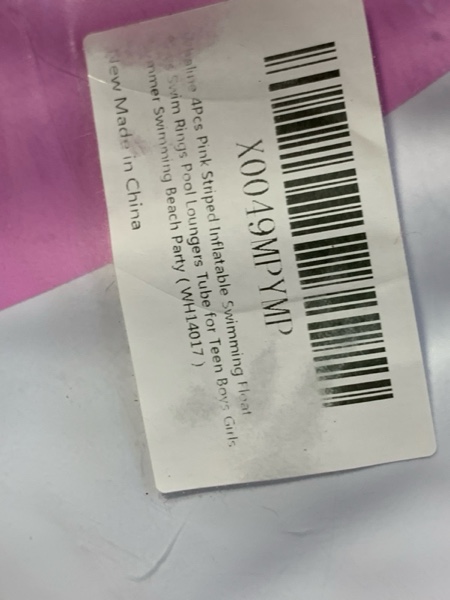 X0049MPYMP
4Pcs Pink Striped Inflatable Swimming Float
Swim Rings Pool Loungers Tube for Teen Boys Girls
Swimming Beach Party ( WH14017 )
New Made in China